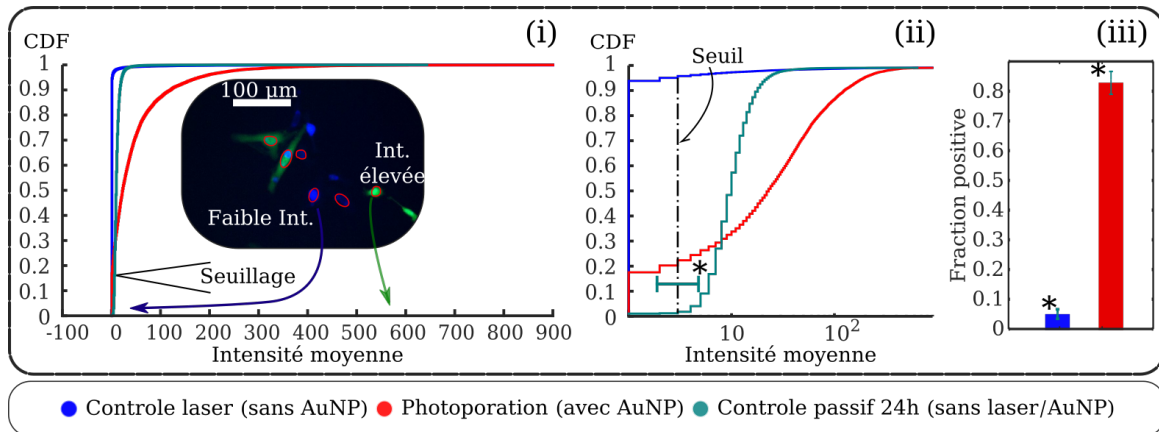 (i)
CDF
1
0.9
0.8
0.7
0.6
0.5
0.4
0.3
0.2
0.1
0
-100 0 100 200 300 400 500 600 700 800 900
Intensité moyenne
100 µm
Int.
élevée
Faible Int.
Seuillage
(ii)
CDF
Seuil
1
0.9
0.8
0.7
0.6
0.5
0.4
0.3
0.2
0.1
0
*
10 10²
Intensité moyenne
(iii)
Fraction positive
0.8
0.7
0.6
0.5
0.4
0.3
0.2
0.1
0
*
*
Controle laser (sans AuNP) Photoporation (avec AuNP) Controle passif 24h (sans laser/AuNP)